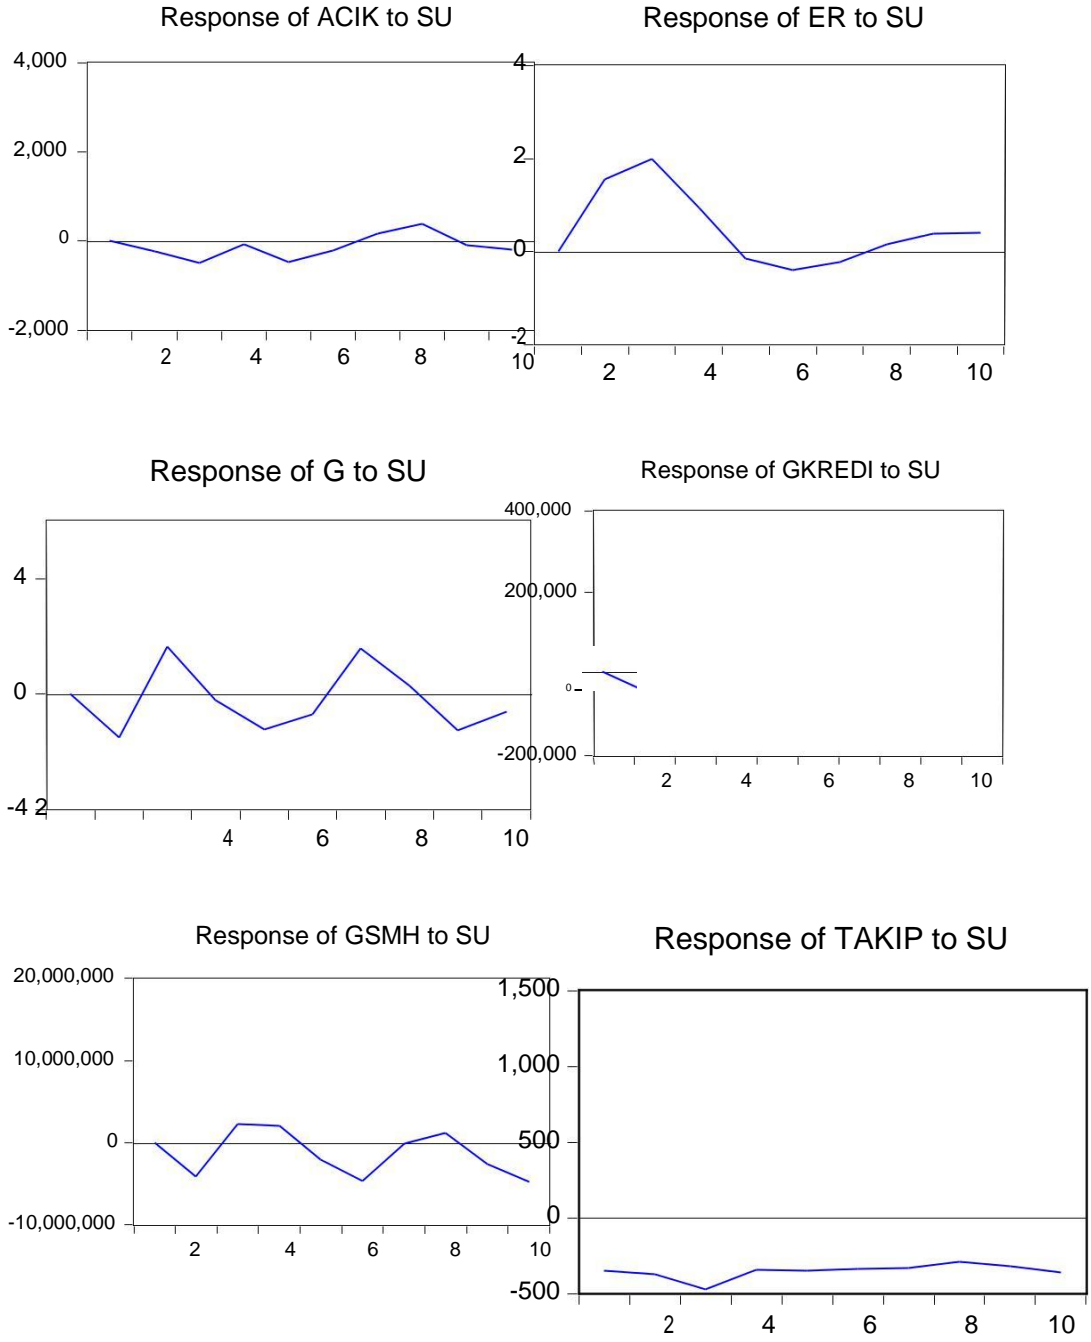 Response of ACIK to SU
4,000
2,000
0
-2,000
2 4 6 8 10
Response of ER to SU
4
2
0
-2
2 4 6 8 10
Response of G to SU
4
0
-4 2
4 6 8 10
Response of GKREDI to SU
400,000
200,000
0
-200,000
2 4 6 8 10
Response of GSMH to SU
20,000,000
10,000,000
0
-10,000,000
2 4 6 8 10
Response of TAKIP to SU
1,500
1,000
500
0
-500
2 4 6 8 10